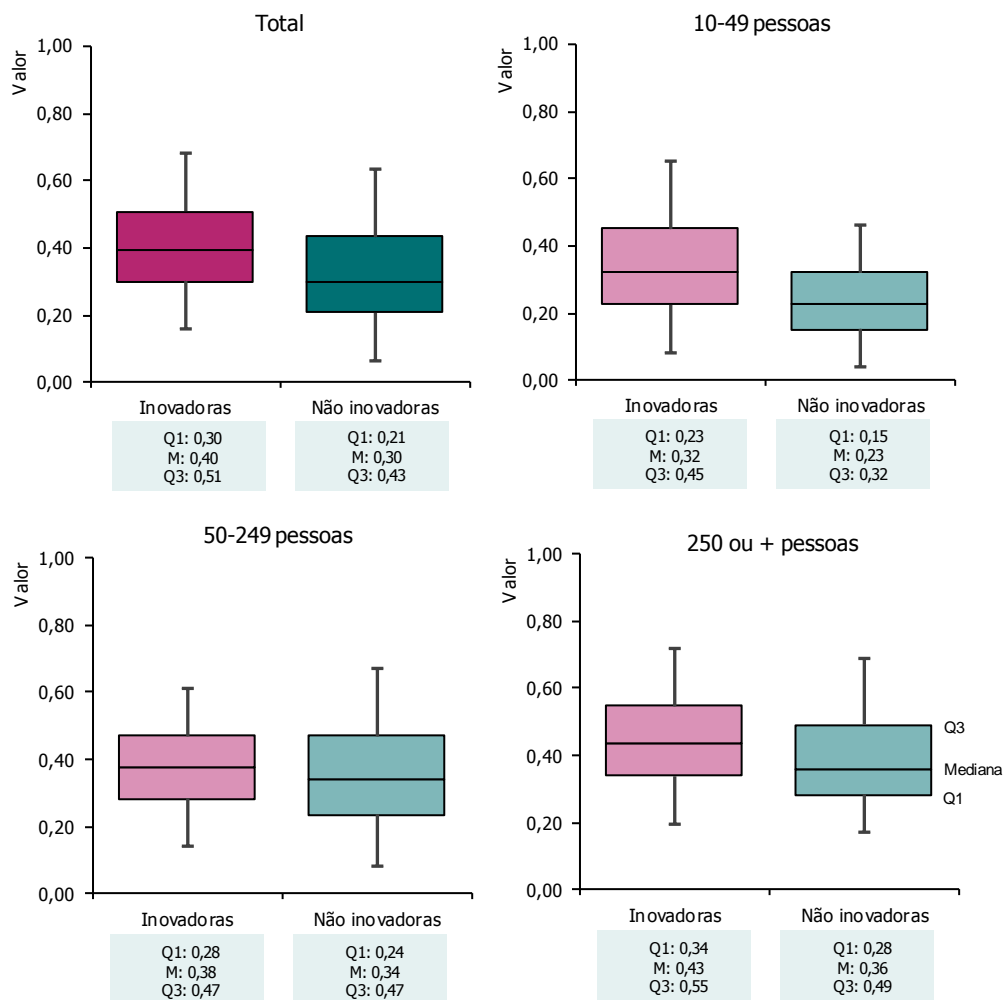 Total
Valor
1,00
0,80
0,60
0,40
0,20
0,00
Inovadoras
Não inovadoras
Q1: 0,30
M: 0,40
Q3: 0,51
Q1: 0,21
M: 0,30
Q3: 0,43
10-49 pessoas
Valor
1,00
0,80
0,60
0,40
0,20
0,00
Inovadoras
Não inovadoras
Q1: 0,23
M: 0,32
Q3: 0,45
Q1: 0,15
M: 0,23
Q3: 0,32
50-249 pessoas
Valor
1,00
0,80
0,60
0,40
0,20
0,00
Inovadoras
Não inovadoras
Q1: 0,28
M: 0,38
Q3: 0,47
Q1: 0,24
M: 0,34
Q3: 0,47
250 ou + pessoas
Valor
1,00
0,80
0,60
0,40
0,20
0,00
Q3
Mediana
Q1
Inovadoras
Não inovadoras
Q1: 0,34
M: 0,43
Q3: 0,55
Q1: 0,28
M: 0,36
Q3: 0,49